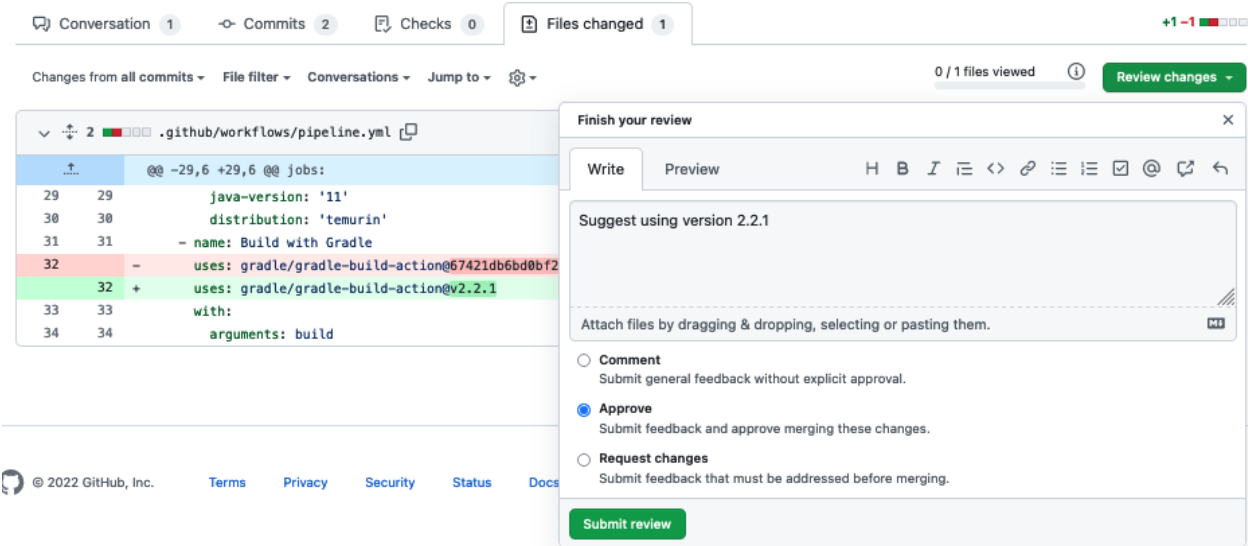 Conversation 1 Commits 2 Checks 0 Files changed 1 +1 −1
Changes from all commits File filter Conversations Jump to 0 / 1 files viewed Review changes
2 .github/workflows/pipeline.yml
Finish your review
Write Preview
@@ -29,6 +29,6 @@ jobs:
29 29 java-version: '11'
30 30 distribution: 'temurin'
31 31 - name: Build with Gradle
32 - uses: gradle/gradle-build-action@67421db6bd0bf2
32 + uses: gradle/gradle-build-action@v2.2.1
33 33 with:
34 34 arguments: build
Suggest using version 2.2.1
Attach files by dragging & dropping, selecting or pasting them.
Comment
Submit general feedback without explicit approval.
Approve
Submit feedback and approve merging these changes.
Request changes
Submit feedback that must be addressed before merging.
Submit review
© 2022 GitHub, Inc. Terms Privacy Security Status Docs